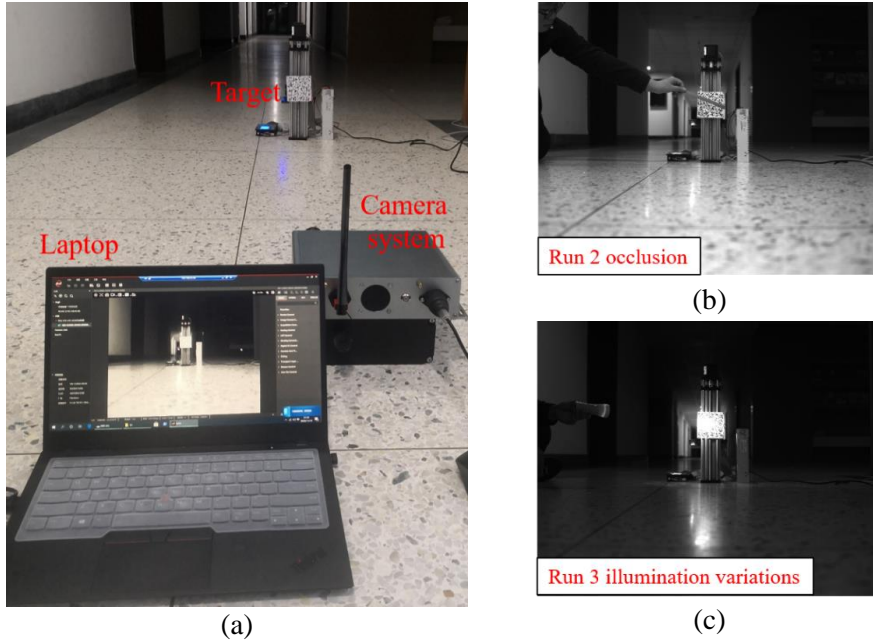 Target
Camera
system
Laptop
(a)
Run 2 occlusion
(b)
Run 3 illumination variations
(c)